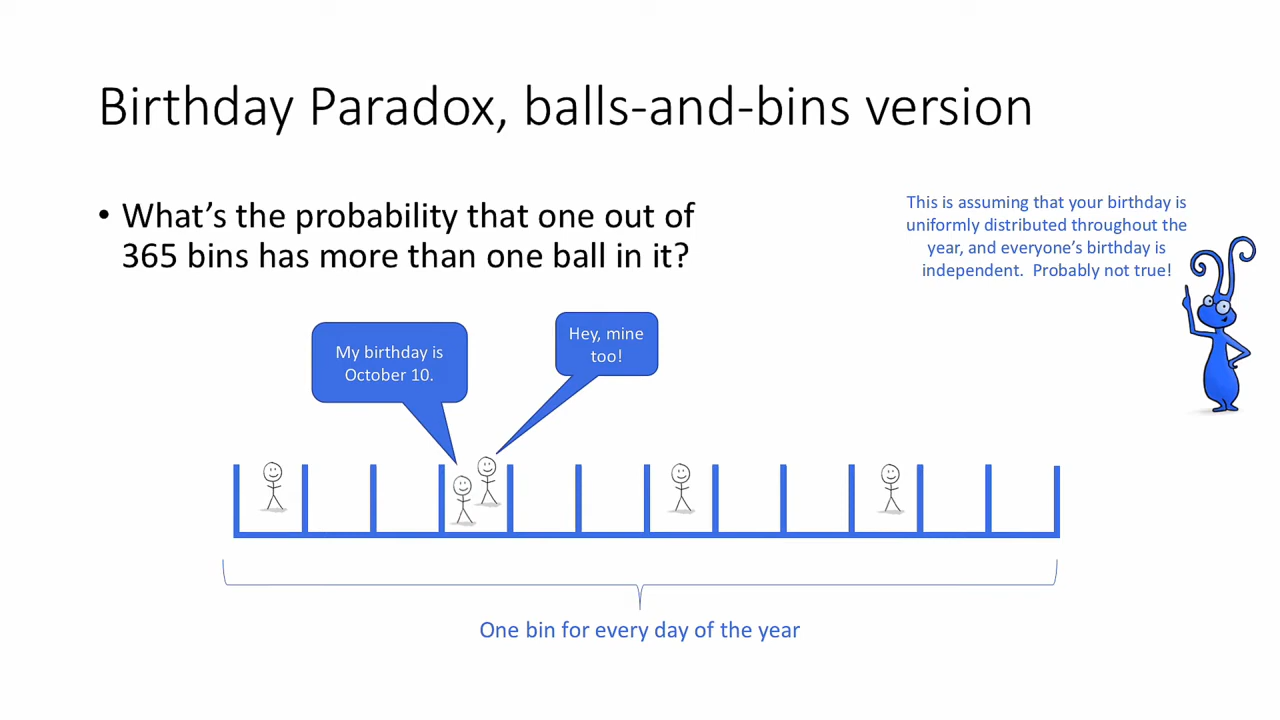 Birthday Paradox, balls-and-bins version
• What’s the probability that one out of
365 bins has more than one ball in it?
This is assuming that your birthday is
uniformly distributed throughout the
year, and everyone’s birthday is
independent.  Probably not true!
My birthday is
October 10.
Hey, mine
too!
One bin for every day of the year